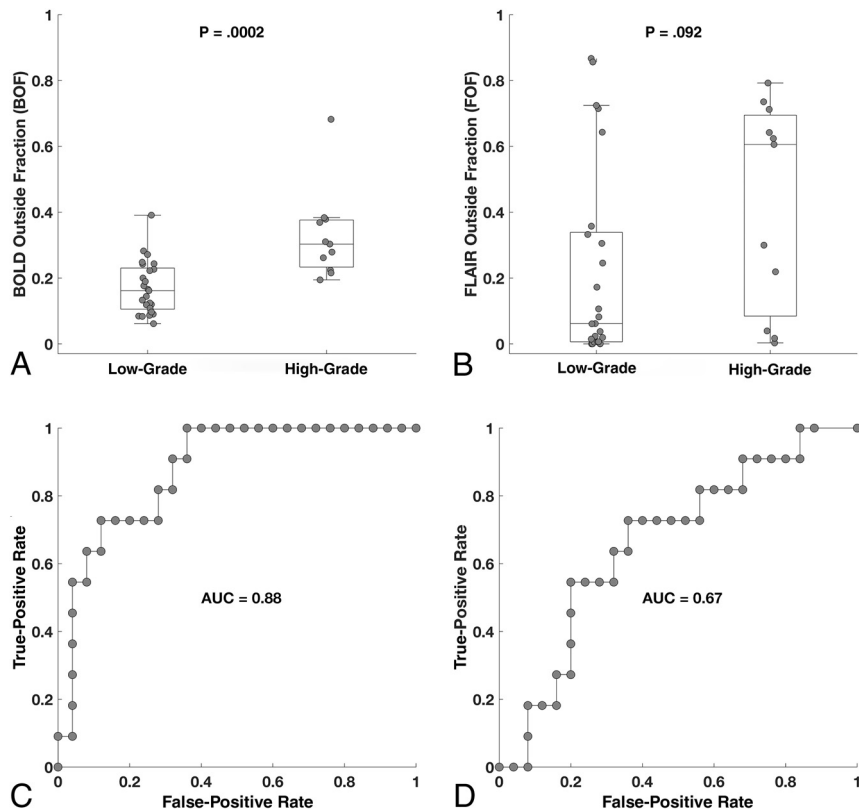 P = .0002
BOLD Outside Fraction (BOF)
1
0.8
0.6
0.4
0.2
0
Low-Grade
High-Grade
A
P = .092
FLAIR Outside Fraction (FOF)
1
0.8
0.6
0.4
0.2
0
Low-Grade
High-Grade
B
True-Positive Rate
1
0.8
0.6
0.4
0.2
0
AUC = 0.88
0 0.2 0.4 0.6 0.8 1
False-Positive Rate
C
True-Positive Rate
1
0.8
0.6
0.4
0.2
0
AUC = 0.67
0 0.2 0.4 0.6 0.8 1
False-Positive Rate
D